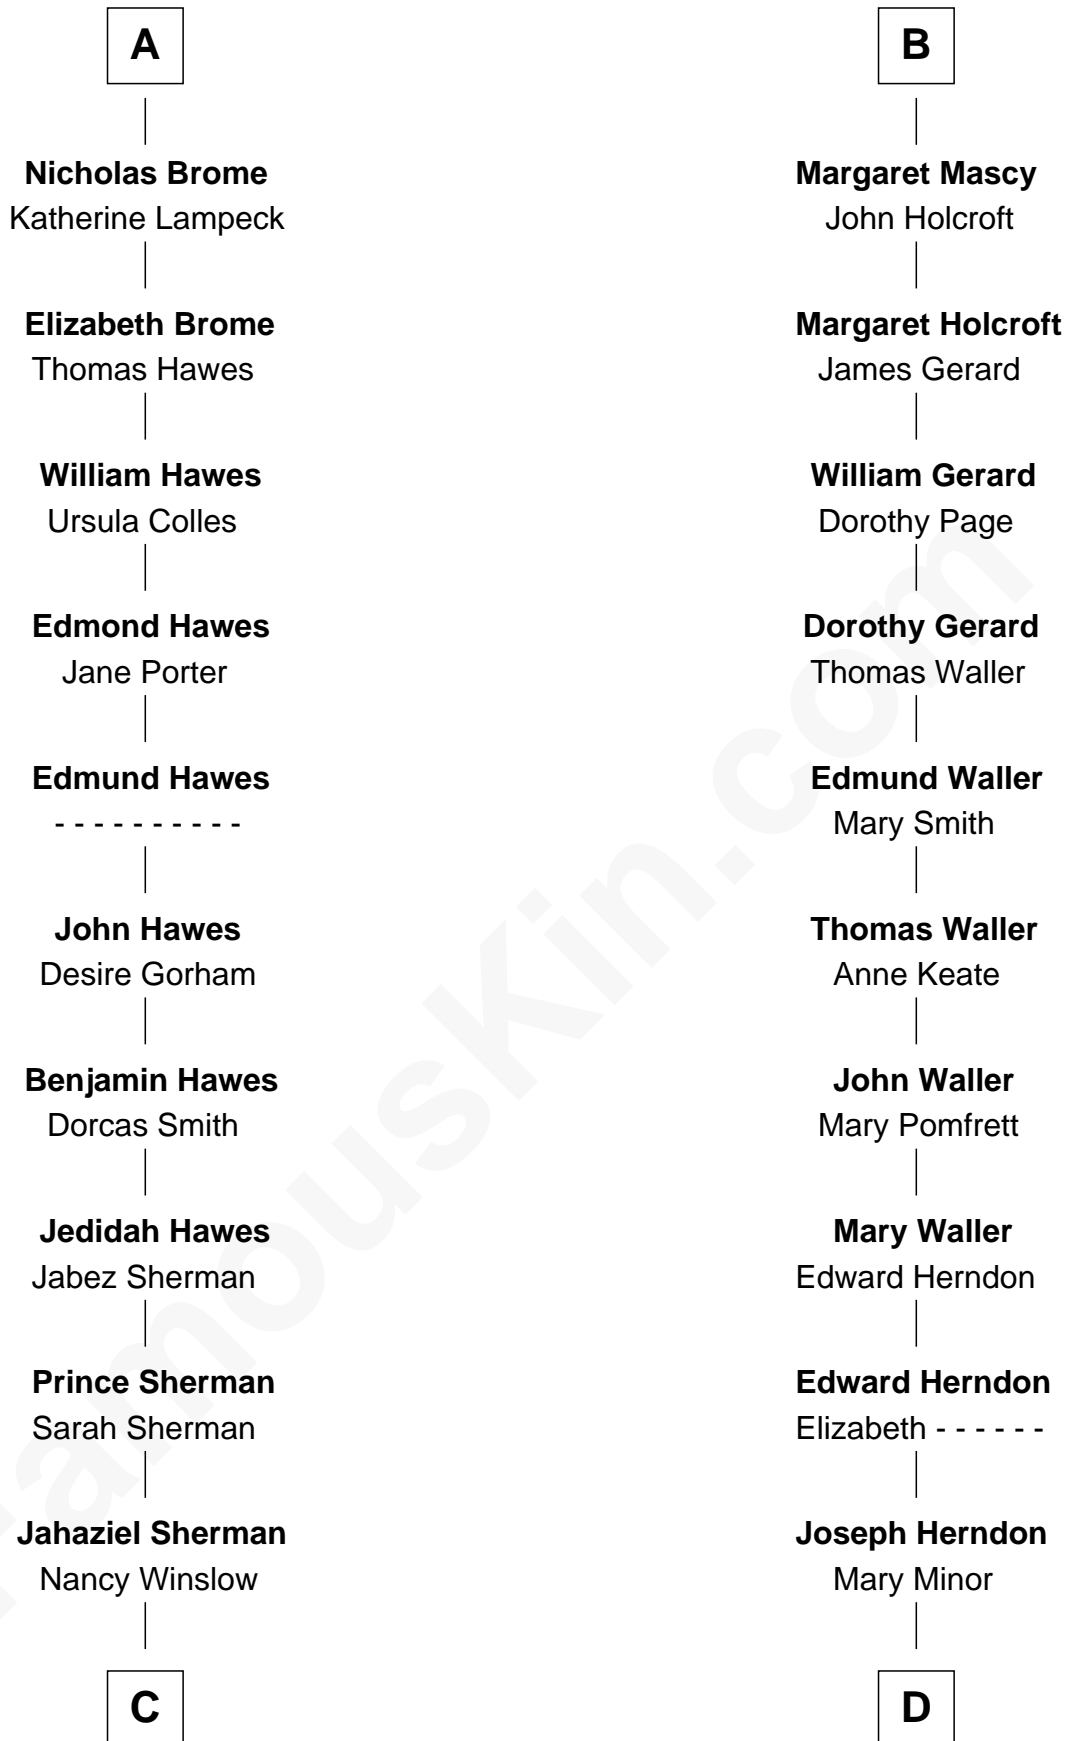 A
Nicholas Brome
Katherine Lampeck
Elizabeth Brome
Thomas Hawes
William Hawes
Ursula Colles
Edmond Hawes
Jane Porter
Edmund Hawes
- - - - - - - - - -
John Hawes
Desire Gorham
Benjamin Hawes
Dorcas Smith
Jedidah Hawes
Jabez Sherman
Prince Sherman
Sarah Sherman
Jahaziel Sherman
Nancy Winslow
C
B
Margaret Mascy
John Holcroft
Margaret Holcroft
James Gerard
William Gerard
Dorothy Page
Dorothy Gerard
Thomas Waller
Edmund Waller
Mary Smith
Thomas Waller
Anne Keate
John Waller
Mary Pomfrett
Mary Waller
Edward Herndon
Edward Herndon
Elizabeth - - - - - -
Joseph Herndon
Mary Minor
D
FamousKin.com